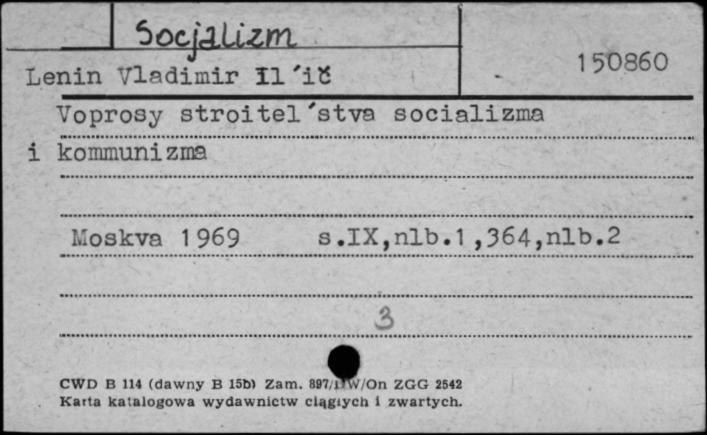 Socjalizm
150860
Lenin Vladimir Il´ič
Voprosy stroitel´stva socializma
i kommunizma
Moskva 1969 s.IX,nlb.1,364,nlb.2
3
CWD B 114 (dawny B 15b) Zam. 897/ W/On ZGG 2542
Karta katalogowa wydawnictw ciągłych i zwartych.